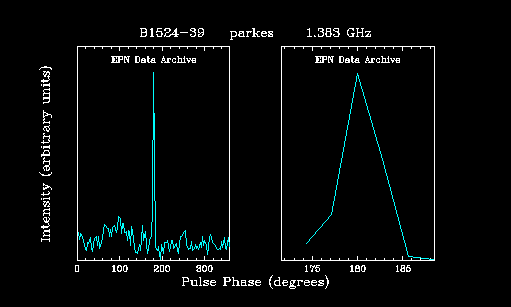 B1524-39 parkes 1.383 GHz
EPN Data Archive EPN Data Archive
Intensity (arbitrary units)
0 100 200 300 175 180 185
Pulse Phase (degrees)